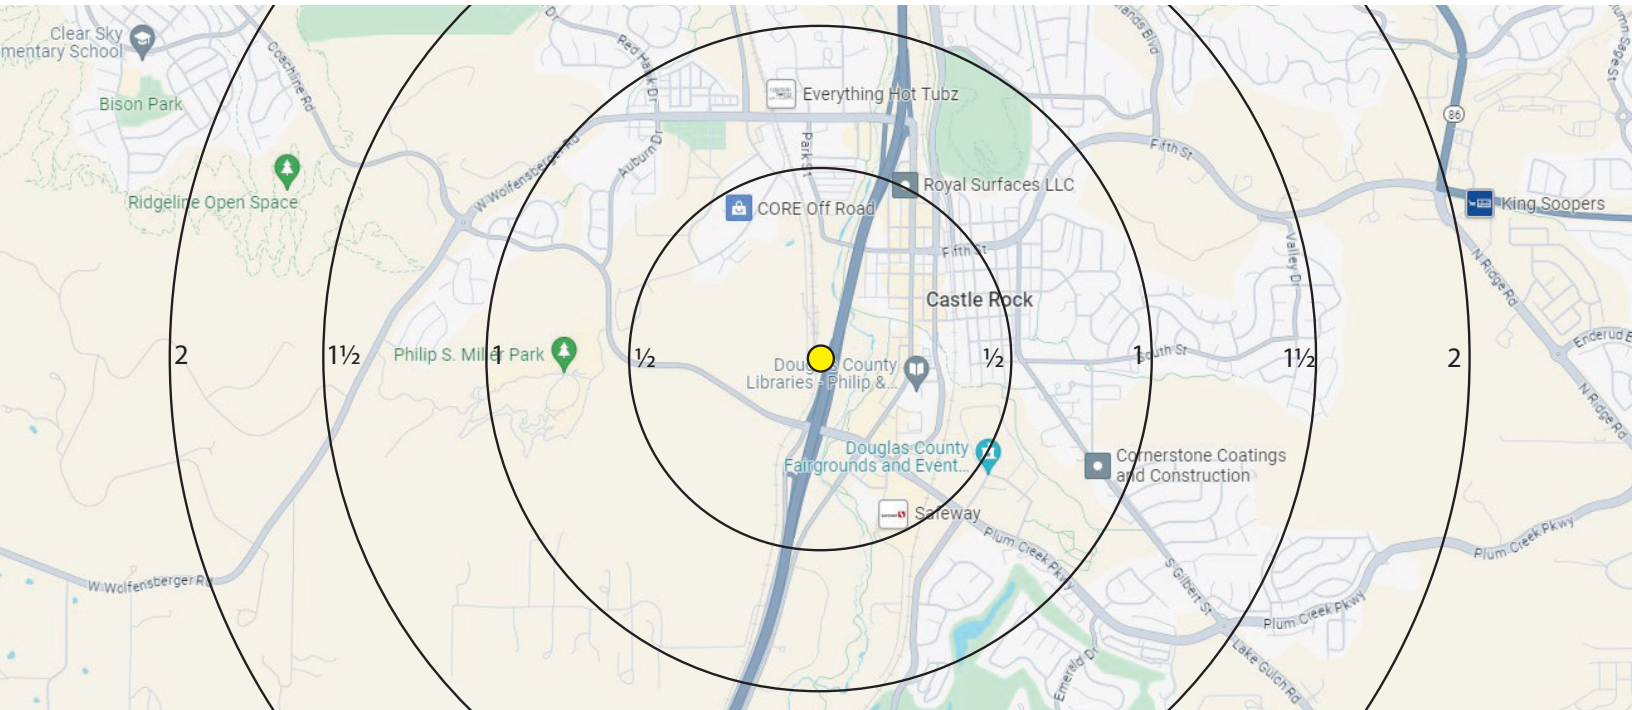 Clear Sky
mentary School
Bison Park
Ridgeline Open Space
Coachline Rd
Dr
Red Hawk Dr
Everything Hot Tubz
W Wolfensberger Rd
Auburn Dr
Park St
CORE Off Road
Royal Surfaces LLC
Fifth St
86
King Soopers
Fifth St
Castle Rock
Valley Dr
N Ridge Rd
Enderud B
South St
2
1½
Philip S. Miller Park
1
½
Douglas County
Libraries - Philip &...
½
1
1½
2
N Ridge Rd
Douglas County
Fairgrounds and Event...
Cornerstone Coatings
and Construction
Safeway
Plum Creek Pkwy
S Gilbert St
Plum Creek Pkwy
Plum Creek Pkwy
W Wolfensberger Rd
Emerald Dr
Lake Gulch Rd